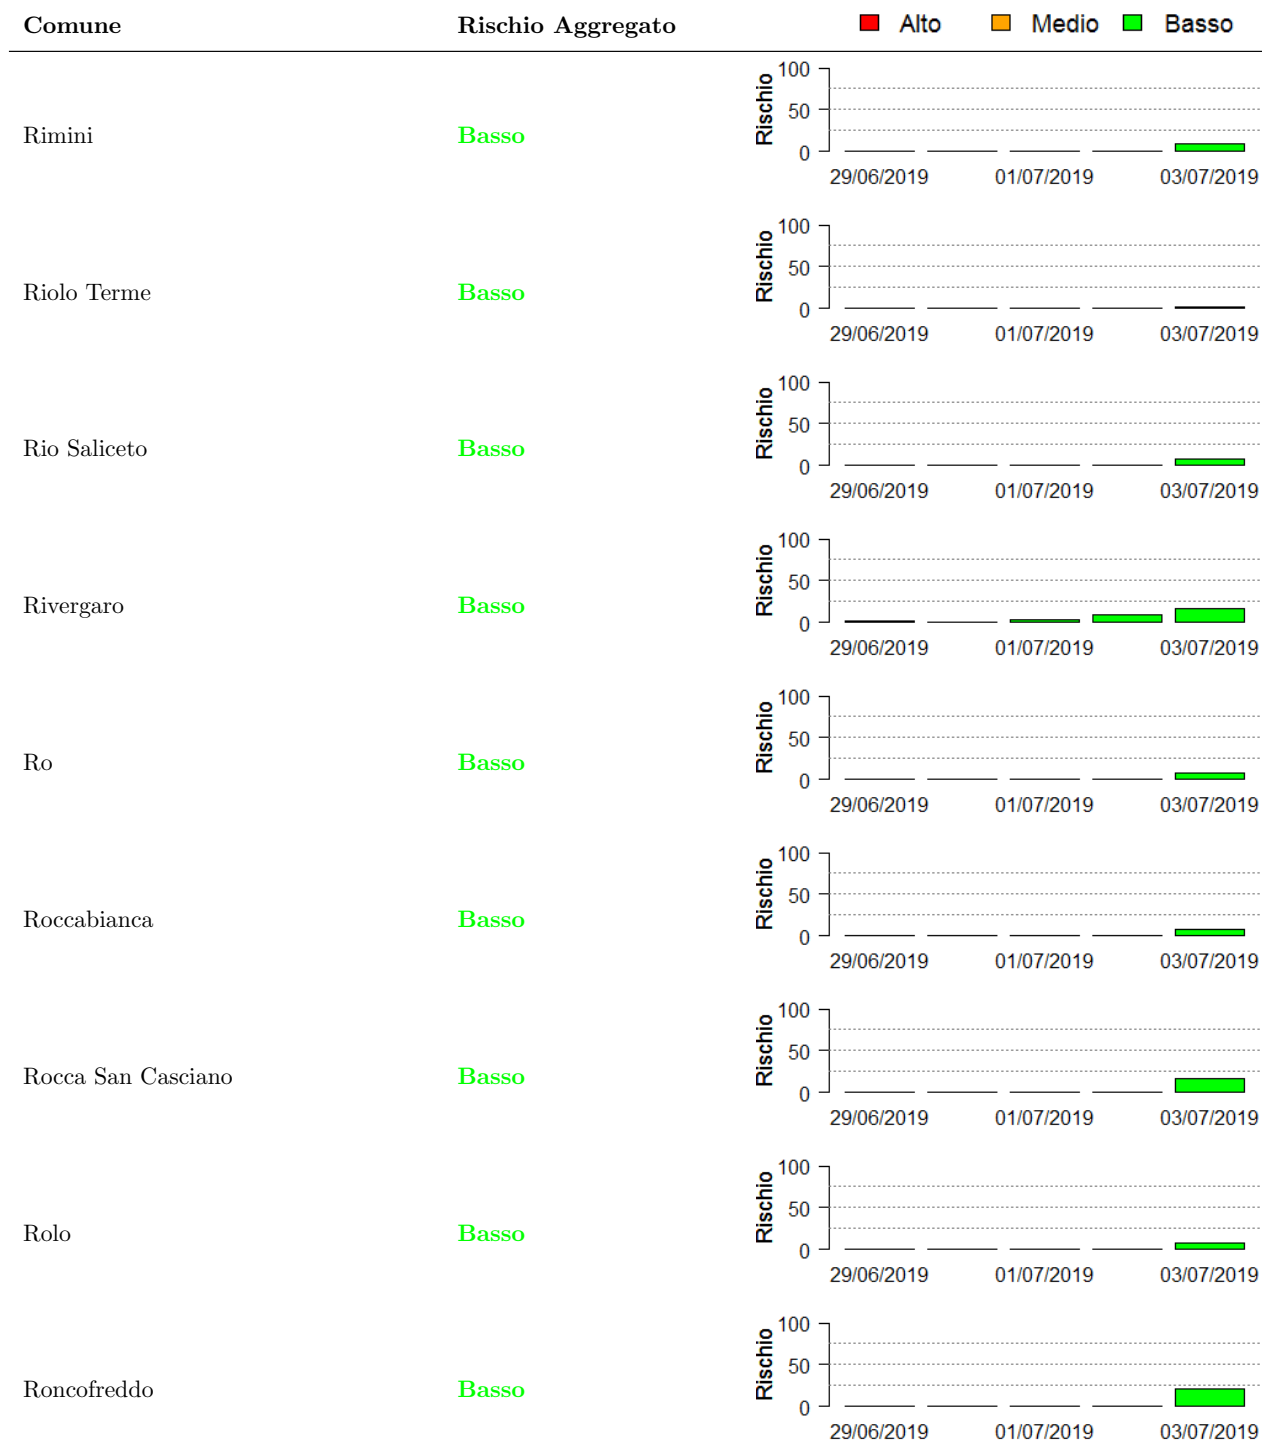 Comune Rischio Aggregato Alto Medio Basso
Rimini Basso
Rischio
100
50
0
29/06/2019 01/07/2019 03/07/2019
Riolo Terme Basso
Rischio
100
50
0
29/06/2019 01/07/2019 03/07/2019
Rio Saliceto Basso
Rischio
100
50
0
29/06/2019 01/07/2019 03/07/2019
Rivergaro Basso
Rischio
100
50
0
29/06/2019 01/07/2019 03/07/2019
Ro Basso
Rischio
100
50
0
29/06/2019 01/07/2019 03/07/2019
Roccabianca Basso
Rischio
100
50
0
29/06/2019 01/07/2019 03/07/2019
Rocca San Casciano Basso
Rischio
100
50
0
29/06/2019 01/07/2019 03/07/2019
Rolo Basso
Rischio
100
50
0
29/06/2019 01/07/2019 03/07/2019
Roncofreddo Basso
Rischio
100
50
0
29/06/2019 01/07/2019 03/07/2019